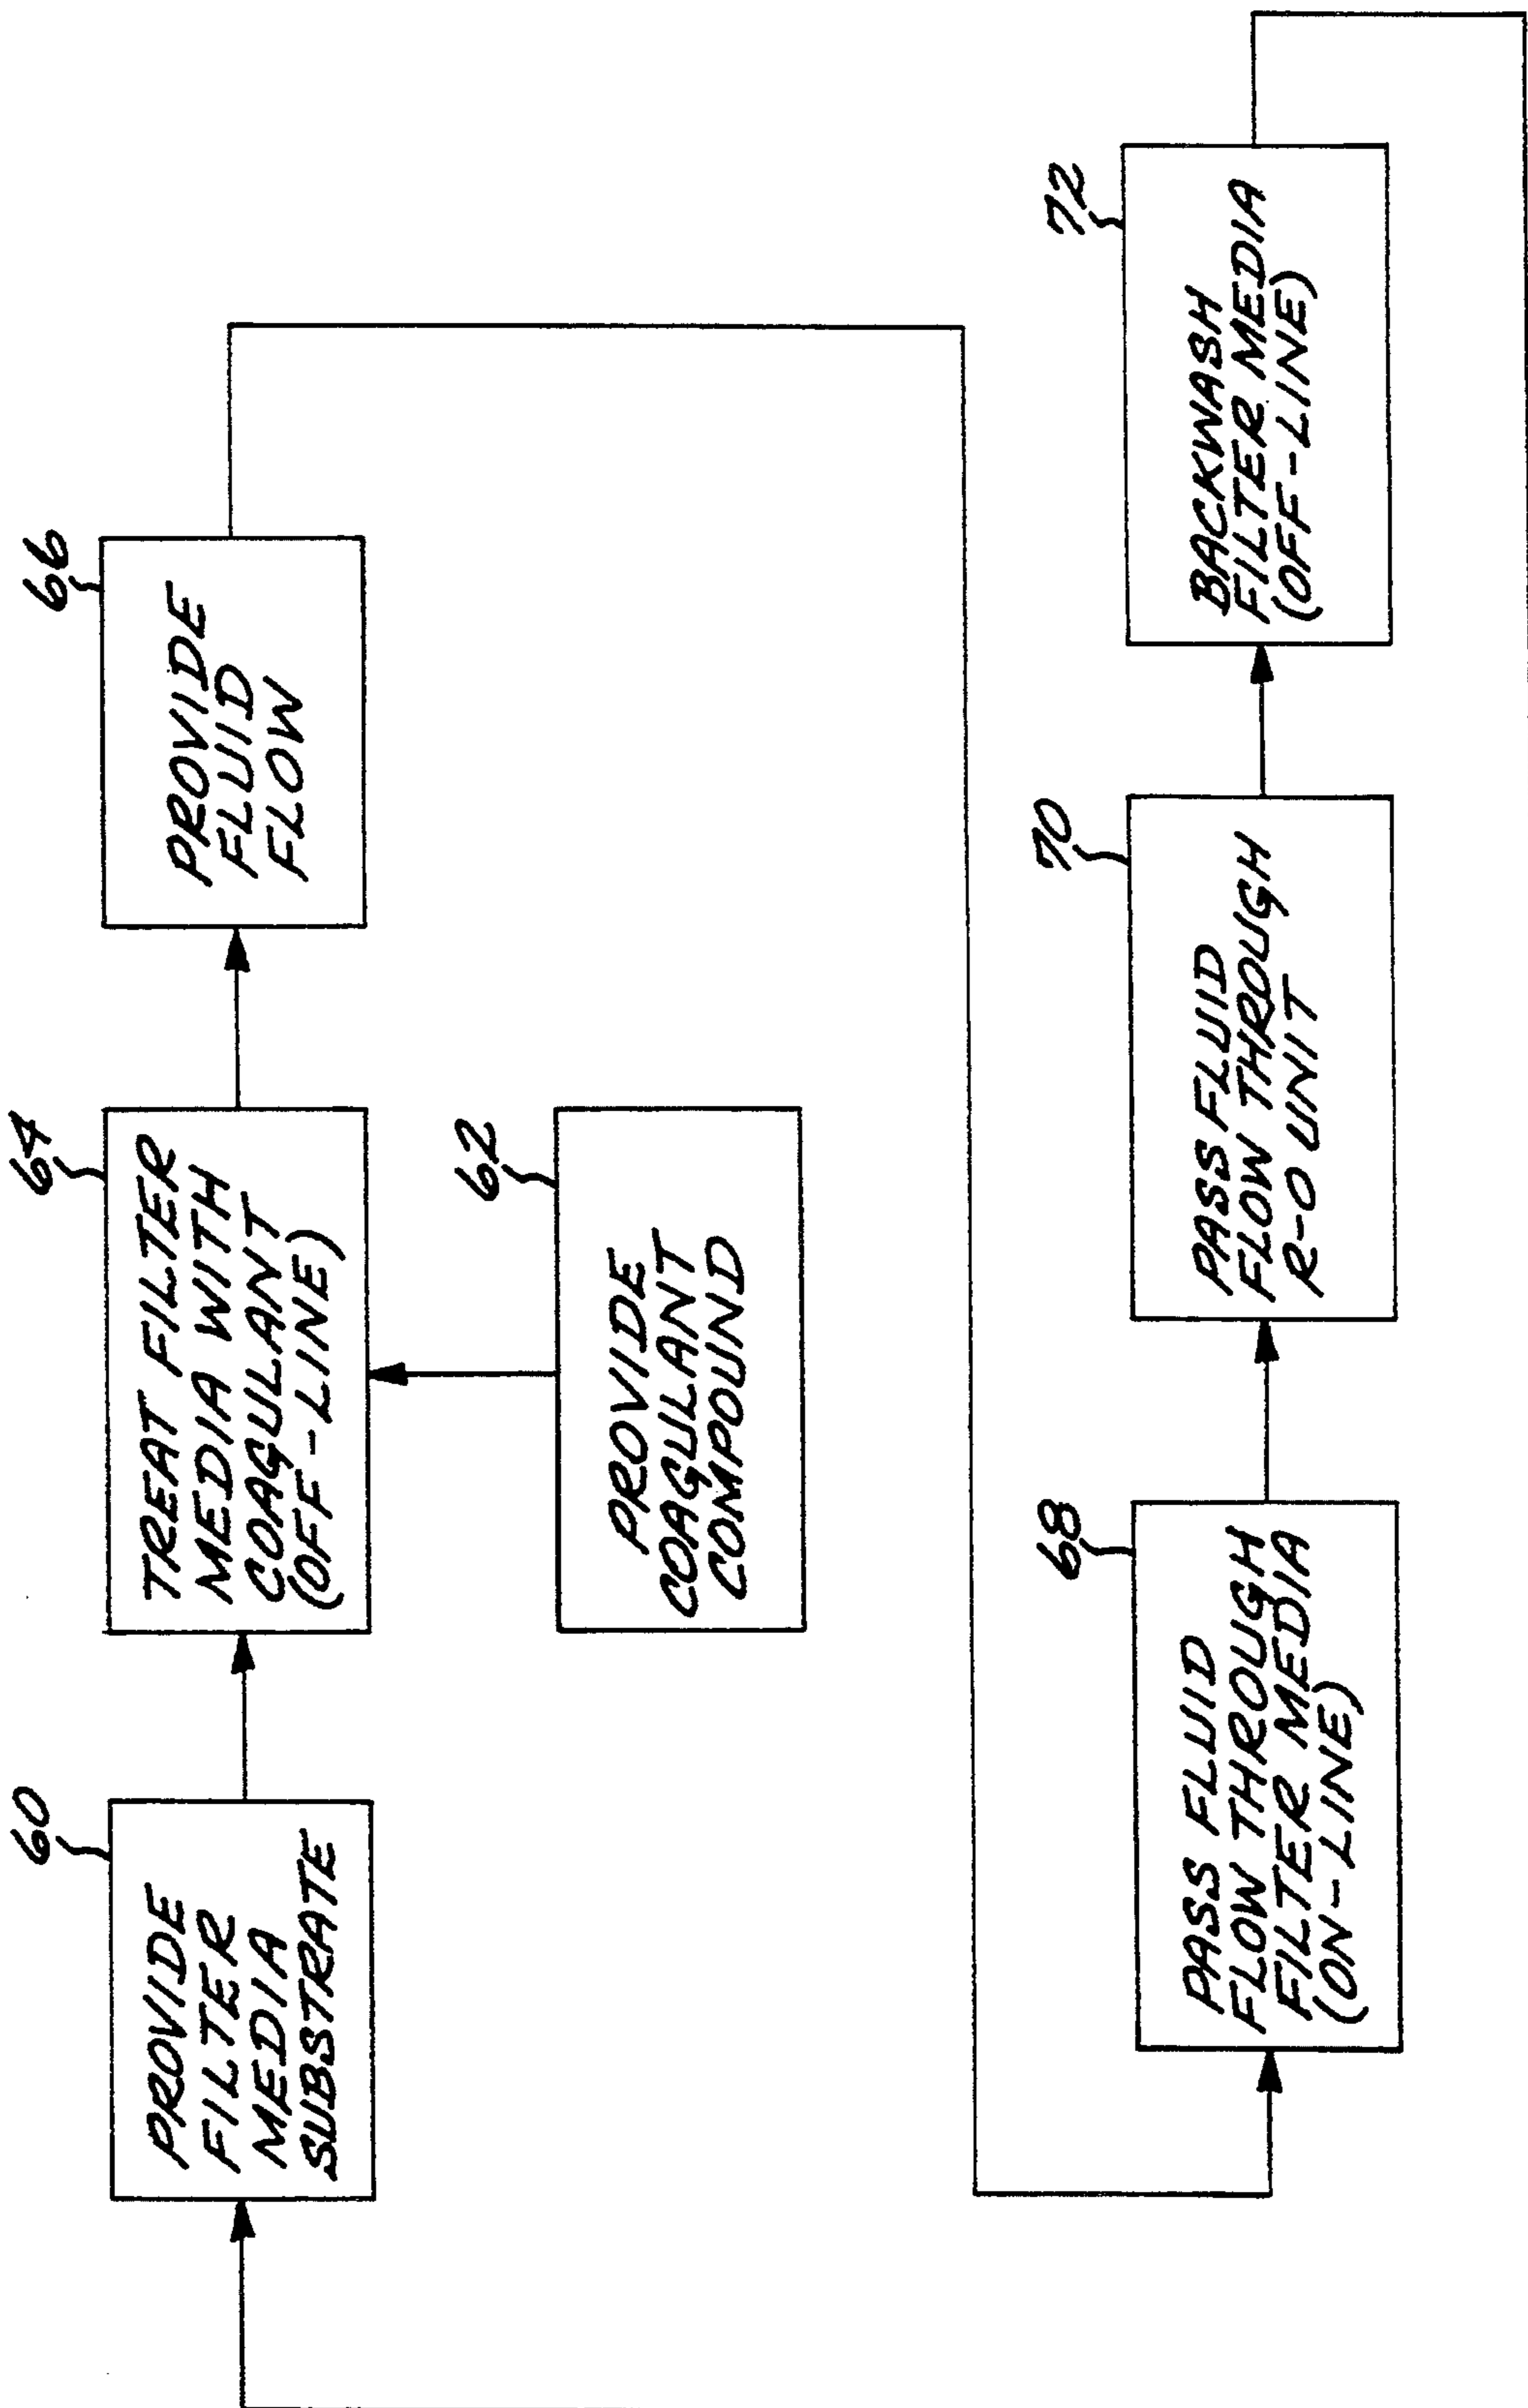 60
PROVIDE
FILTER
MEDIA
SUBSTRATE
64
TREAT FILTER
MEDIA WITH
COAGULANT
(OFF-LINE)
62
PROVIDE
COAGULANT
COMPOUND
66
PROVIDE
FLUID
FLOW
68
PASS FLUID
FLOW THROUGH
FILTER MEDIA
(ON-LINE)
70
PASS FLUID
FLOW THROUGH
R-O UNIT
72
BACKWASH
FILTER MEDIA
(OFF-LINE)